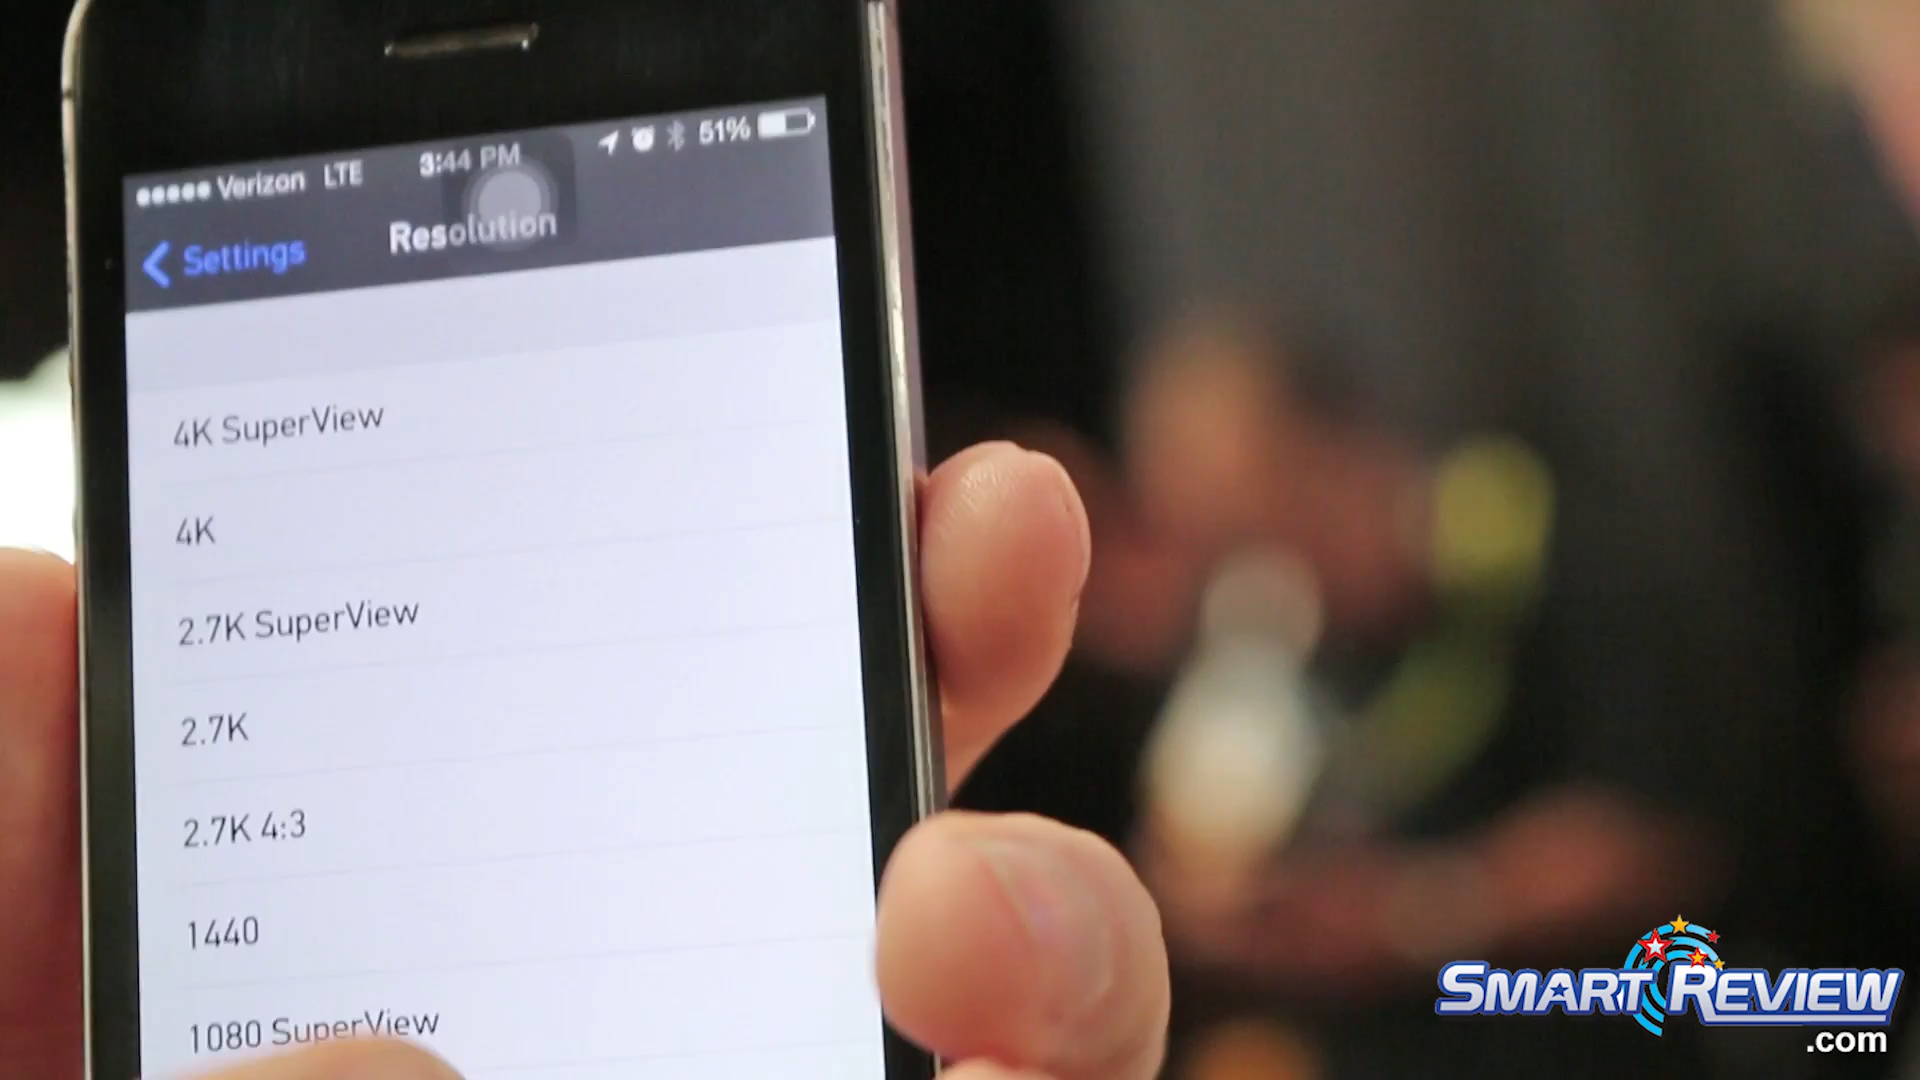 Verizon LTE 3:44 PM 51%
Settings Resolution
4K SuperView
4K
2.7K SuperView
2.7K
2.7K 4:3
1440
1080 SuperView
SMART REVIEW
.com